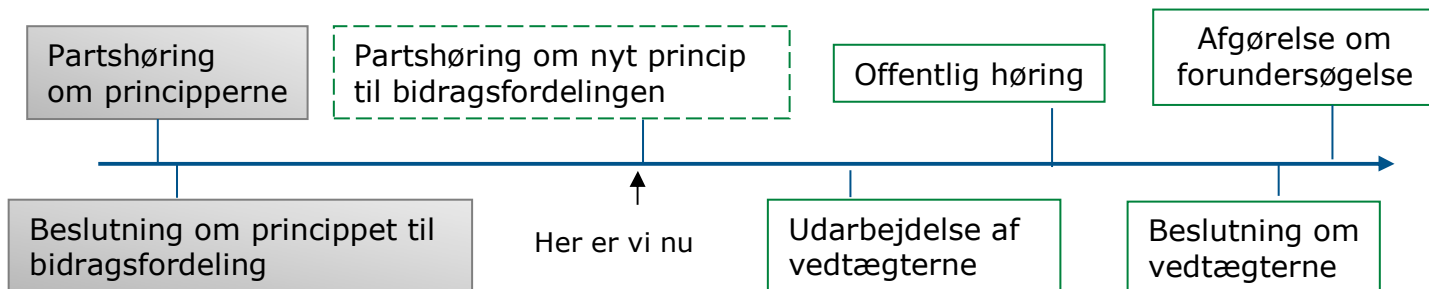 Partshøring
om principperne
Partshøring om nyt princip
til bidragsfordelingen
Offentlig høring
Afgørelse om
forundersøgelse
Beslutning om princippet til
bidragsfordeling
Her er vi nu
Udarbejdelse af
vedtægterne
Beslutning om
vedtægterne